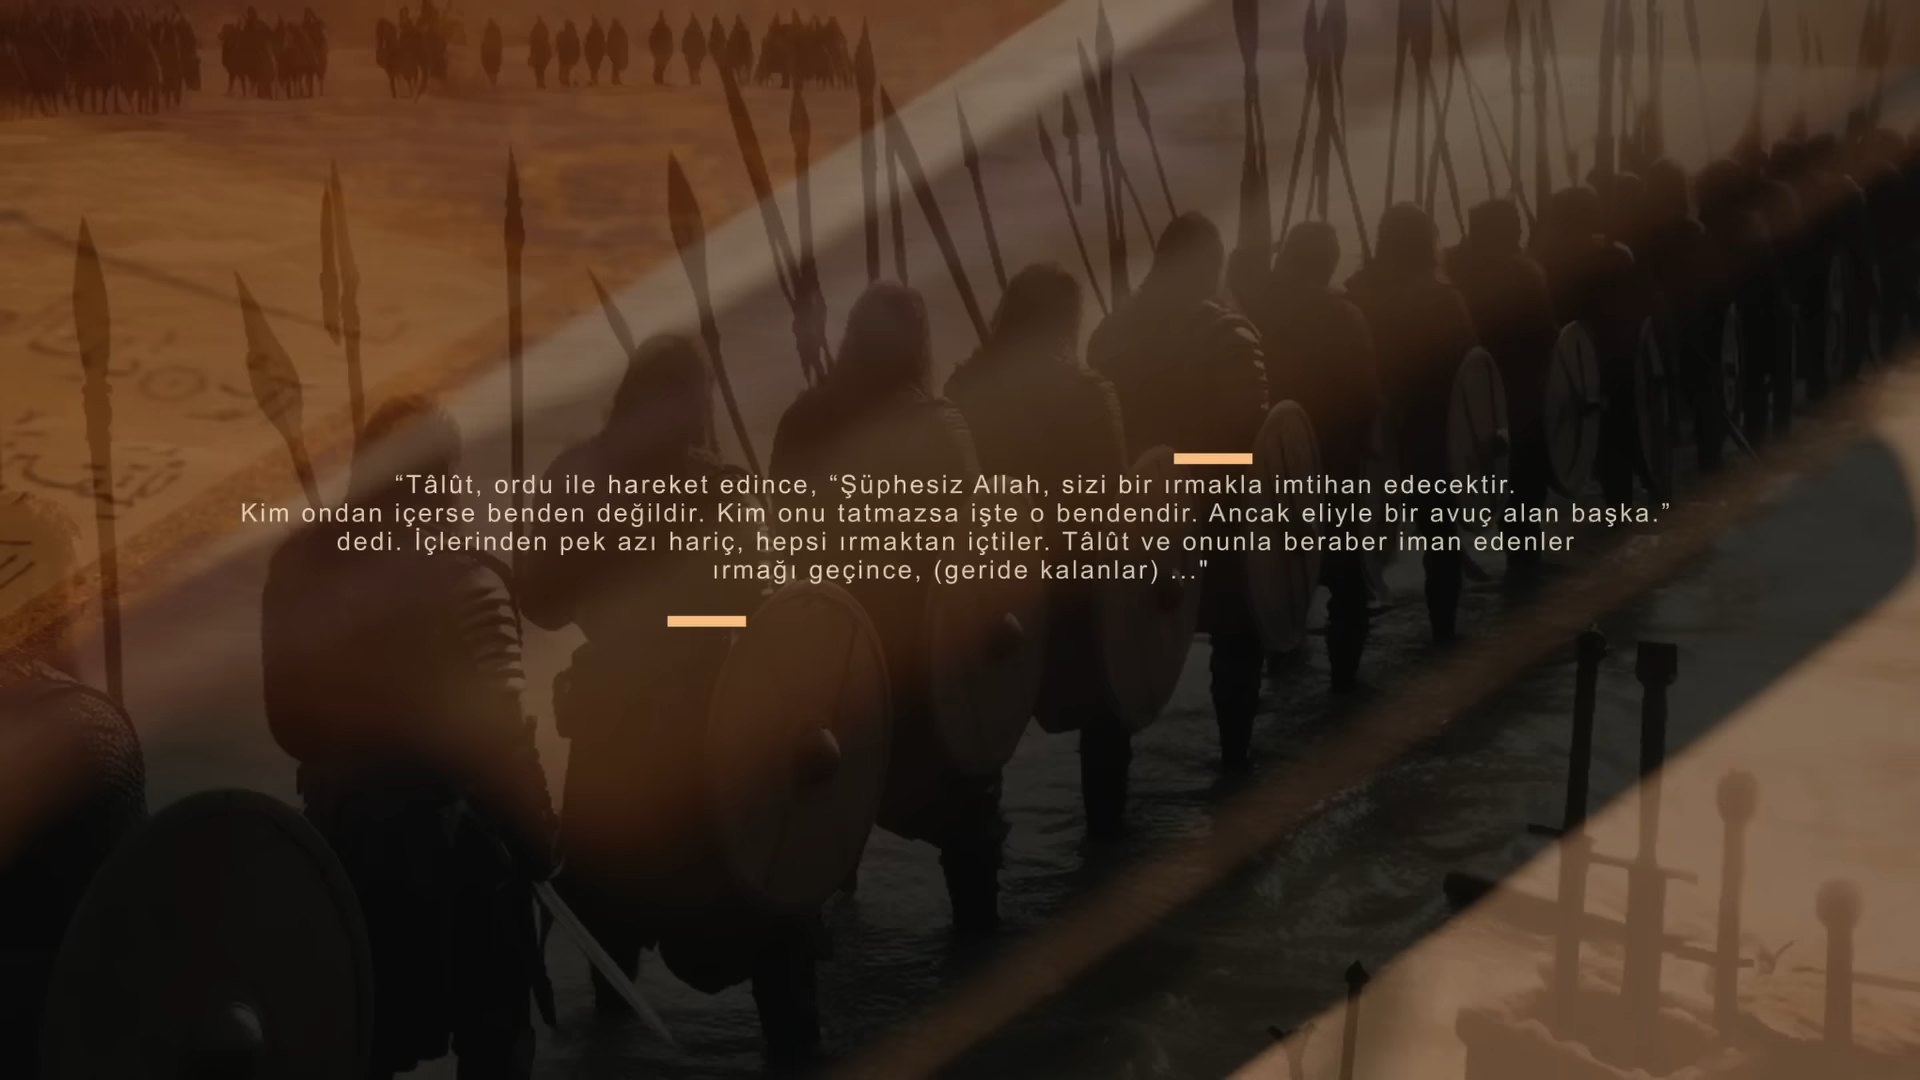 “Tâlût, ordu ile hareket edince, “Şüphesiz Allah, sizi bir ırmakla imtihan edecektir.
Kim ondan içerse benden değildir. Kim onu tatmazsa işte o bendendir. Ancak eliyle bir avuç alan başka.”
dedi. İçlerinden pek azı hariç, hepsi ırmaktan içtiler. Tâlût ve onunla beraber iman edenler
ırmağı geçince, (geride kalanlar) ..."